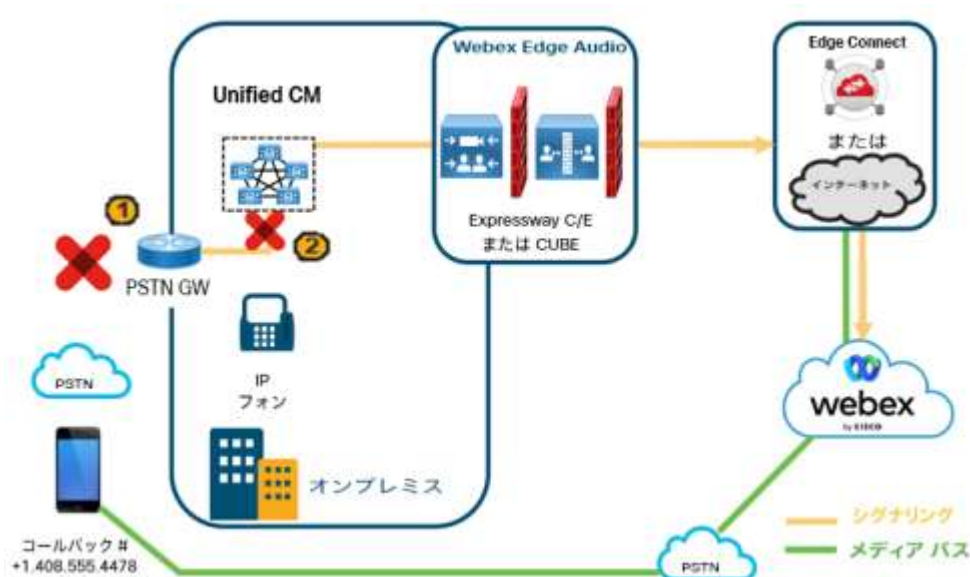 Webex Edge Audio
Edge Connect
Unified CM
または
インターネット
1
2
Expressway C/E
または CUBE
PSTN GW
IP
フォン
PSTN
webex
by CISCO
オンプレミス
シグナリング
メディア パス
コールバック #
+1.408.555.4478
PSTN